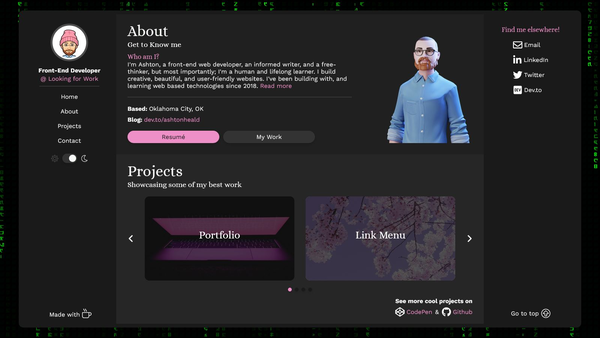 Front-End Developer
@ Looking for Work
Home
About
Projects
Contact
Made with
About
Get to Know me
Who am I?
I'm Ashton, a front-end web developer, an informed writer, and a free-
thinker, but most importantly; I'm a human and lifelong learner. I build
creative, beautiful, and user-friendly websites. I've been building with, and
learning web based technologies since 2018. Read more
Based: Oklahoma City, OK
Blog: dev.to/ashtonheald
Resumé
My Work
Projects
Showcasing some of my best work
Portfolio
Link Menu
See more cool projects on
CodePen & Github
Find me elsewhere!
Email
LinkedIn
Twitter
Dev.to
Go to top